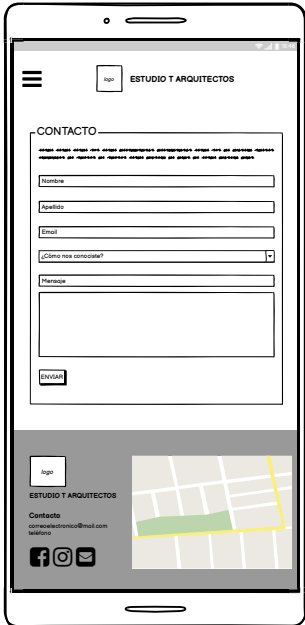 logo
ESTUDIO T ARQUITECTOS
CONTACTO
Nombre
Apellido
Email
¿Cómo nos conociste?
Mensaje
ENVIAR
logo
ESTUDIO T ARQUITECTOS
Contacto
correoelectronico@mail.com
teléfono